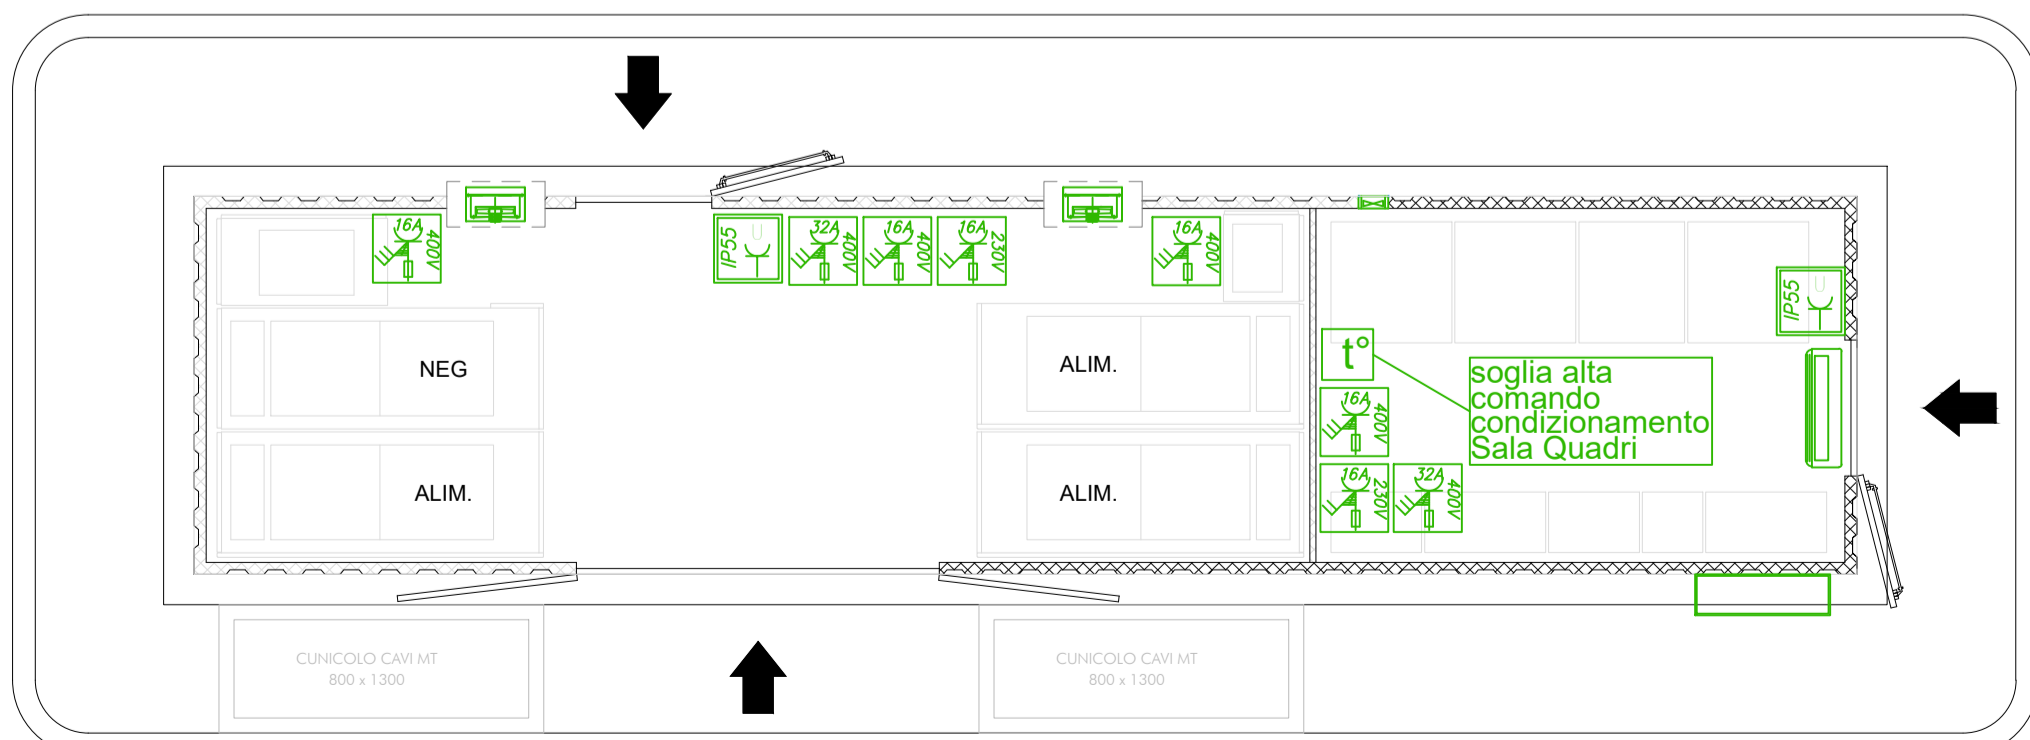 16A
400V
IP55
32A
400V
16A
400V
16A
230V
16A
400V
IP55
t°
soglia alta
comando
condizionamento
Sala Quadri
NEG
ALIM.
16A
400V
16A
230V
32A
400V
ALIM.
ALIM.
CUNICOLO CAVI MT
800 x 1300
CUNICOLO CAVI MT
800 x 1300